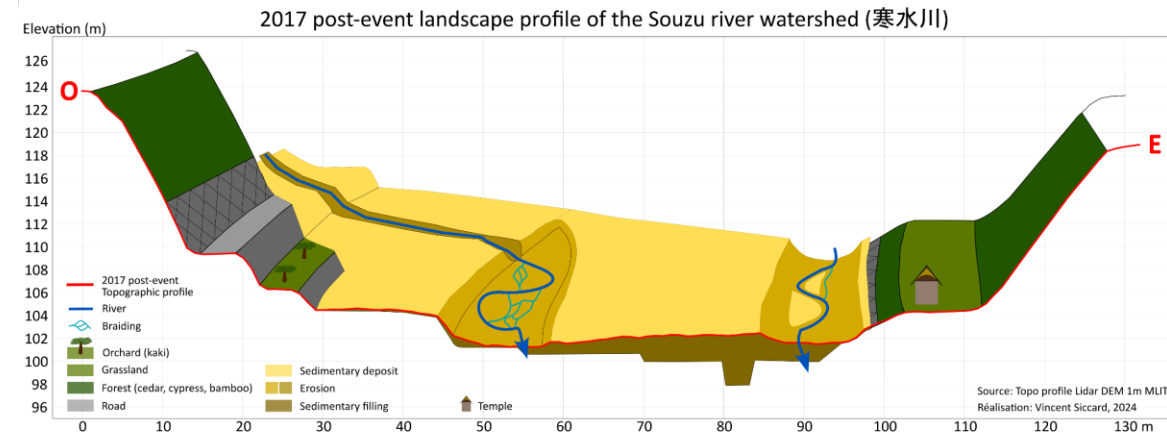 2017 post-event landscape profile of the Souzu river watershed (寒水川)
Elevation (m)
126
124
122
120
118
116
114
112
110
108
106
104
102
100
98
96
O
E
2017 post-event
Topographic profile
River
Braiding
Orchard (kaki)
Grassland
Forest (cedar, cypress, bamboo)
Road
Sedimentary deposit
Erosion
Sedimentary filling
Temple
Source: Topo profile Lidar DEM 1m MLIT
Réalisation: Vincent Siccard, 2024
0 10 20 30 40 50 60 70 80 90 100 110 120 130 m